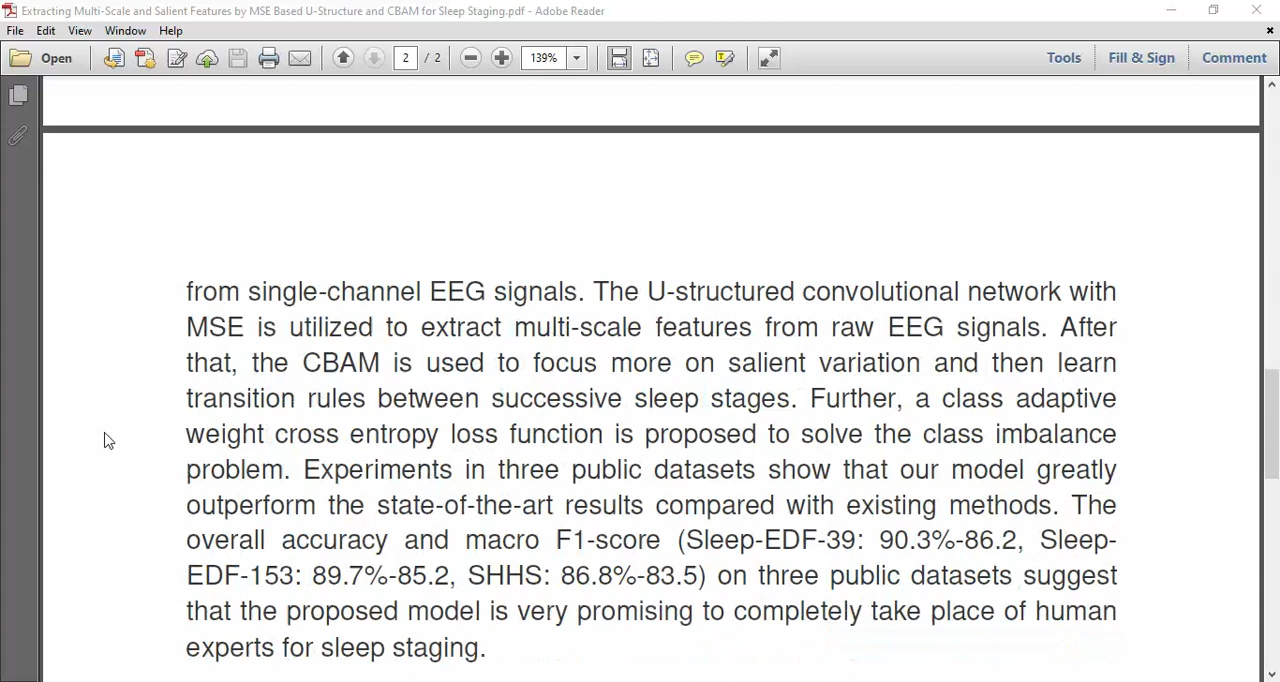 Extracting Multi-Scale and Salient Features by MSE Based U-Structure and CBAM for Sleep Staging.pdf - Adobe Reader
File Edit View Window Help
Open 2 / 2 139% Tools Fill & Sign Comment
from single-channel EEG signals. The U-structured convolutional network with
MSE is utilized to extract multi-scale features from raw EEG signals. After
that, the CBAM is used to focus more on salient variation and then learn
transition rules between successive sleep stages. Further, a class adaptive
weight cross entropy loss function is proposed to solve the class imbalance
problem. Experiments in three public datasets show that our model greatly
outperform the state-of-the-art results compared with existing methods. The
overall accuracy and macro F1-score (Sleep-EDF-39: 90.3%-86.2, Sleep-
EDF-153: 89.7%-85.2, SHHS: 86.8%-83.5) on three public datasets suggest
that the proposed model is very promising to completely take place of human
experts for sleep staging.